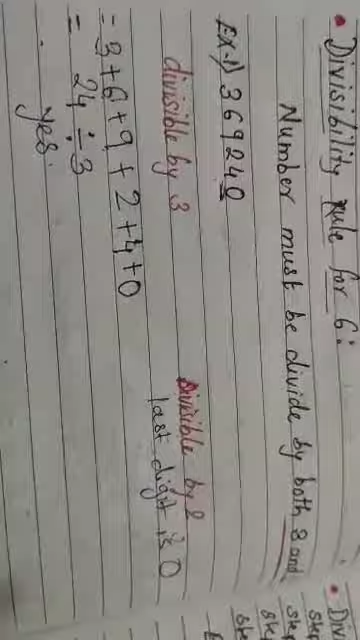 • Divisibility rule for 6:
Number must be divide by both 2 and
EX-1) 369240
divisible by 3
Divisible by 2
last digit is 0
= 3+6+9+2+4+0
= 24 ÷ 3
yes.
• Divi